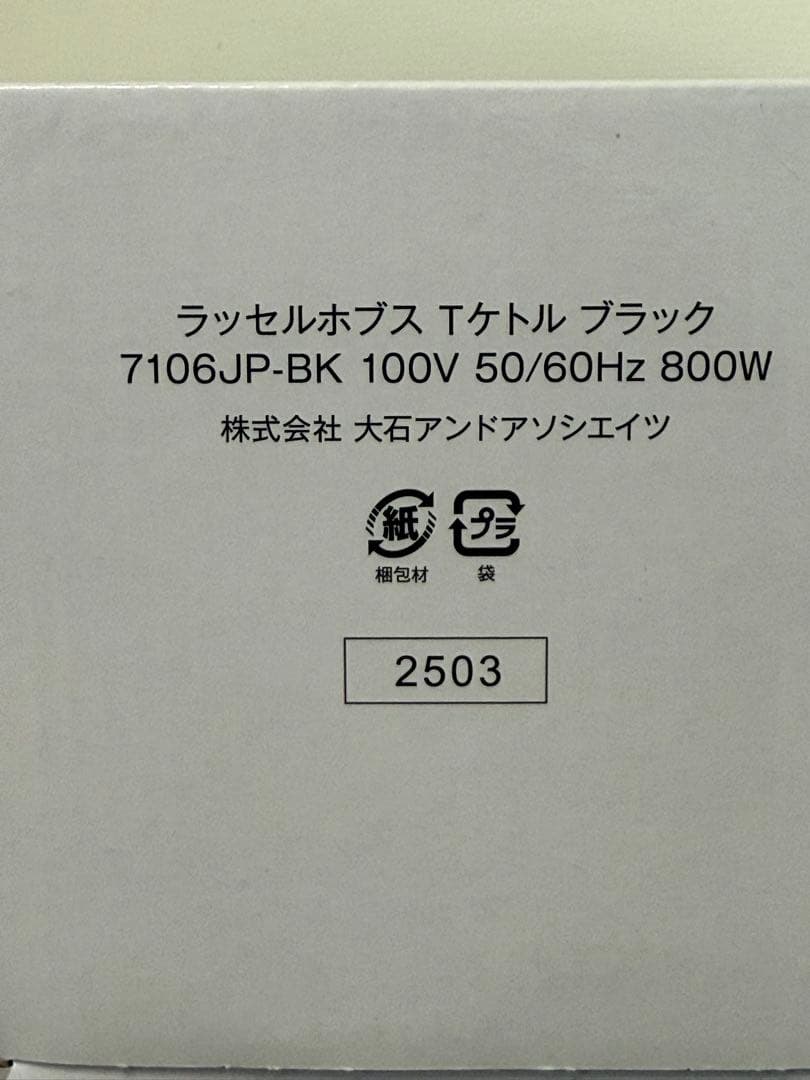 ラッセルホブス Tケトル ブラック
7106JP-BK 100V 50/60Hz 800W
株式会社 大石アンドアソシエイツ
紙 プラ
梱包材 袋
2503